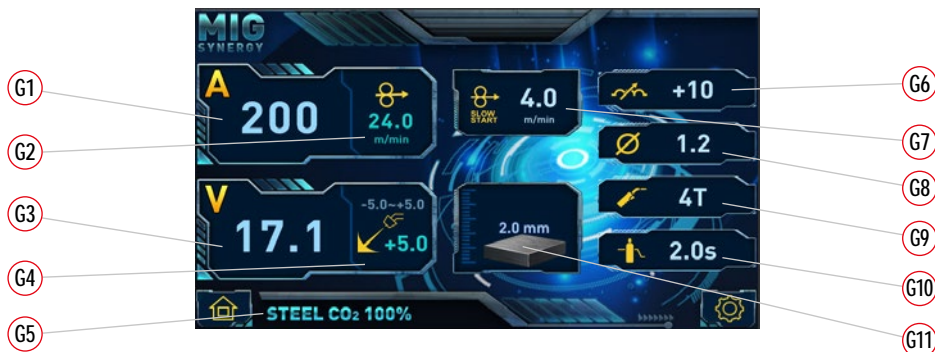 MIG
SYNERGY
G1
A
200
24.0
m/min
G2
SLOW
START
4.0
m/min
+10
G6
G7
1.2
G8
G3
V
17.1
-5.0~+5.0
+5.0
G4
2.0 mm
4T
G9
2.0s
G10
G5
STEEL CO₂ 100%
G11